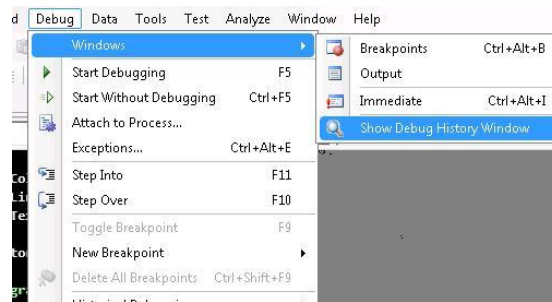 Debug Data Tools Test Analyze Window Help
Windows
Breakpoints Ctrl+Alt+B
Start Debugging F5
Output
Start Without Debugging Ctrl+F5
Immediate Ctrl+Alt+I
Attach to Process...
Show Debug History Window
Exceptions... Ctrl+Alt+E
Step Into F11
Step Over F10
Toggle Breakpoint F9
New Breakpoint
Delete All Breakpoints Ctrl+Shift+F9